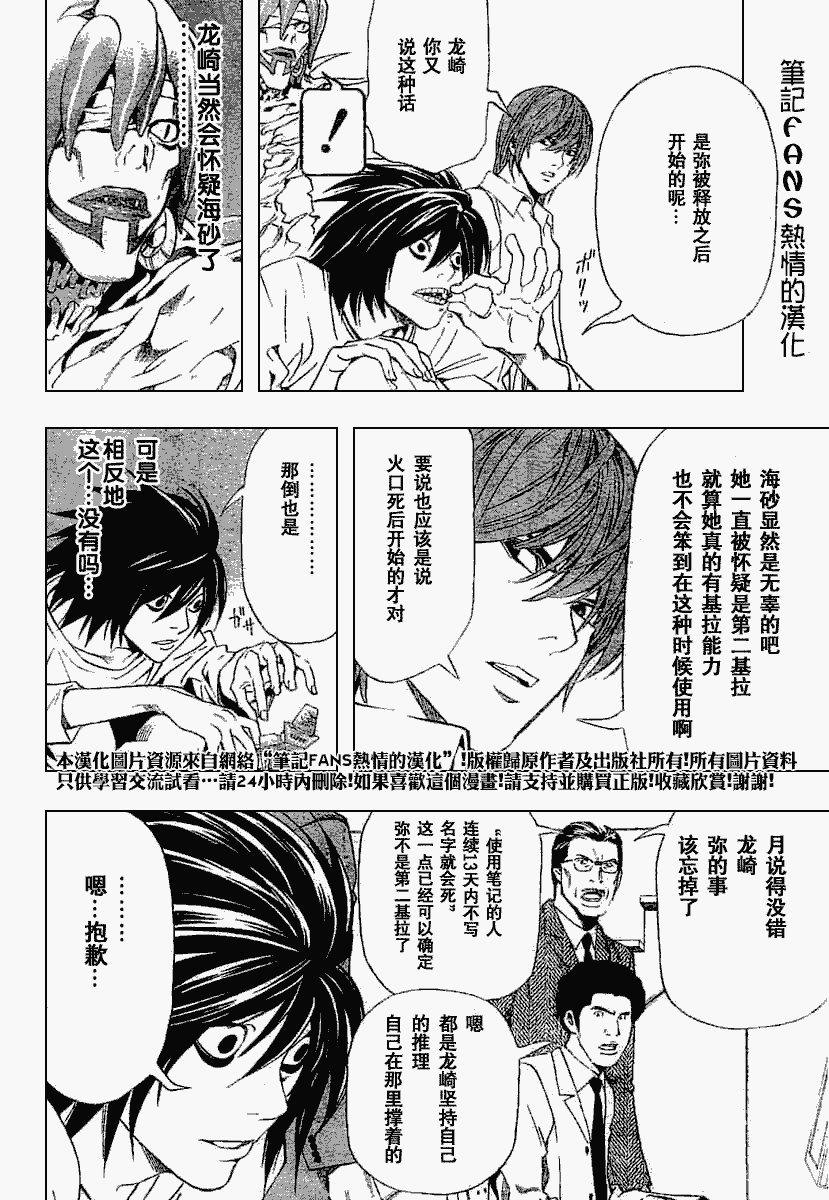 筆記FANS熱情的漢化
是弥被释放之后
开始的呢…
龙崎
你又
说这种话
！
ボリッ
龙崎当然会怀疑海砂了
…………
海砂显然是无辜的吧
她一直被怀疑是第二基拉
就算她真的有基拉能力
也不会笨到在这种时候使用啊
要说也应该是说
火口死后开始的才对
…………
那倒也是
ガギッ
可是
相反地
这个…没有吗…
本漢化圖片資源來自網絡“筆記FANS熱情的漢化”!版權歸原作者及出版社所有!所有圖片資料
只供學習交流試看…請24小時內刪除!如果喜歡這個漫畫!請支持並購買正版!收藏欣賞!謝謝!
月说得没错
龙崎
弥的事
该忘掉了
“使用笔记的人
连续13天内不写
名字就会死”
这一点已经可以确定
弥不是第二基拉了
嗯
都是龙崎坚持自己
的推理
自己在那里撑着的
………
嗯…抱歉…